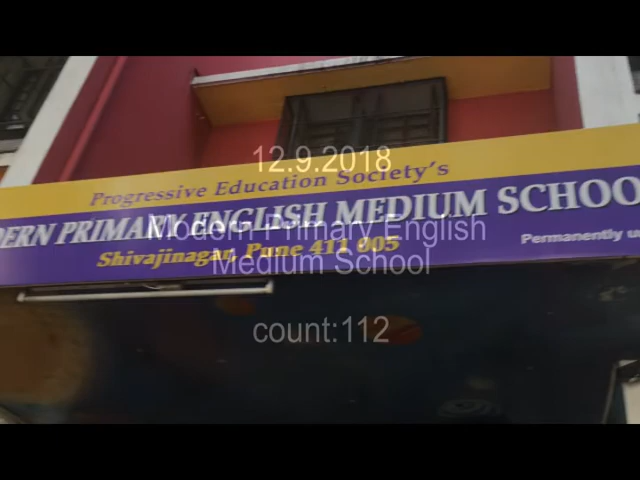 12.9.2018
Progressive Education Society's
DERN PRIMARY ENGLISH MEDIUM SCHOO
Modern Primary English
Shivajinagar, Pune 411 005
Medium School
Permanently u
count:112